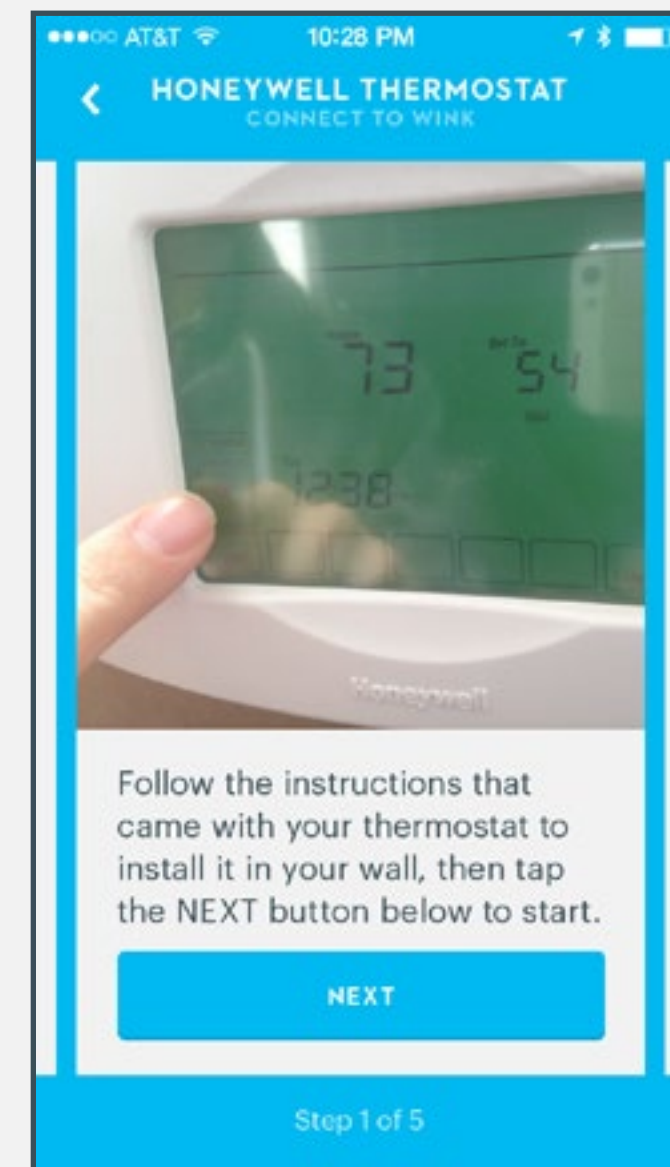 AT&T 10:28 PM
HONEYWELL THERMOSTAT
CONNECT TO WINK
73 54
12:38
Honeywell
Follow the instructions that
came with your thermostat to
install it in your wall, then tap
the NEXT button below to start.
NEXT
Step 1 of 5